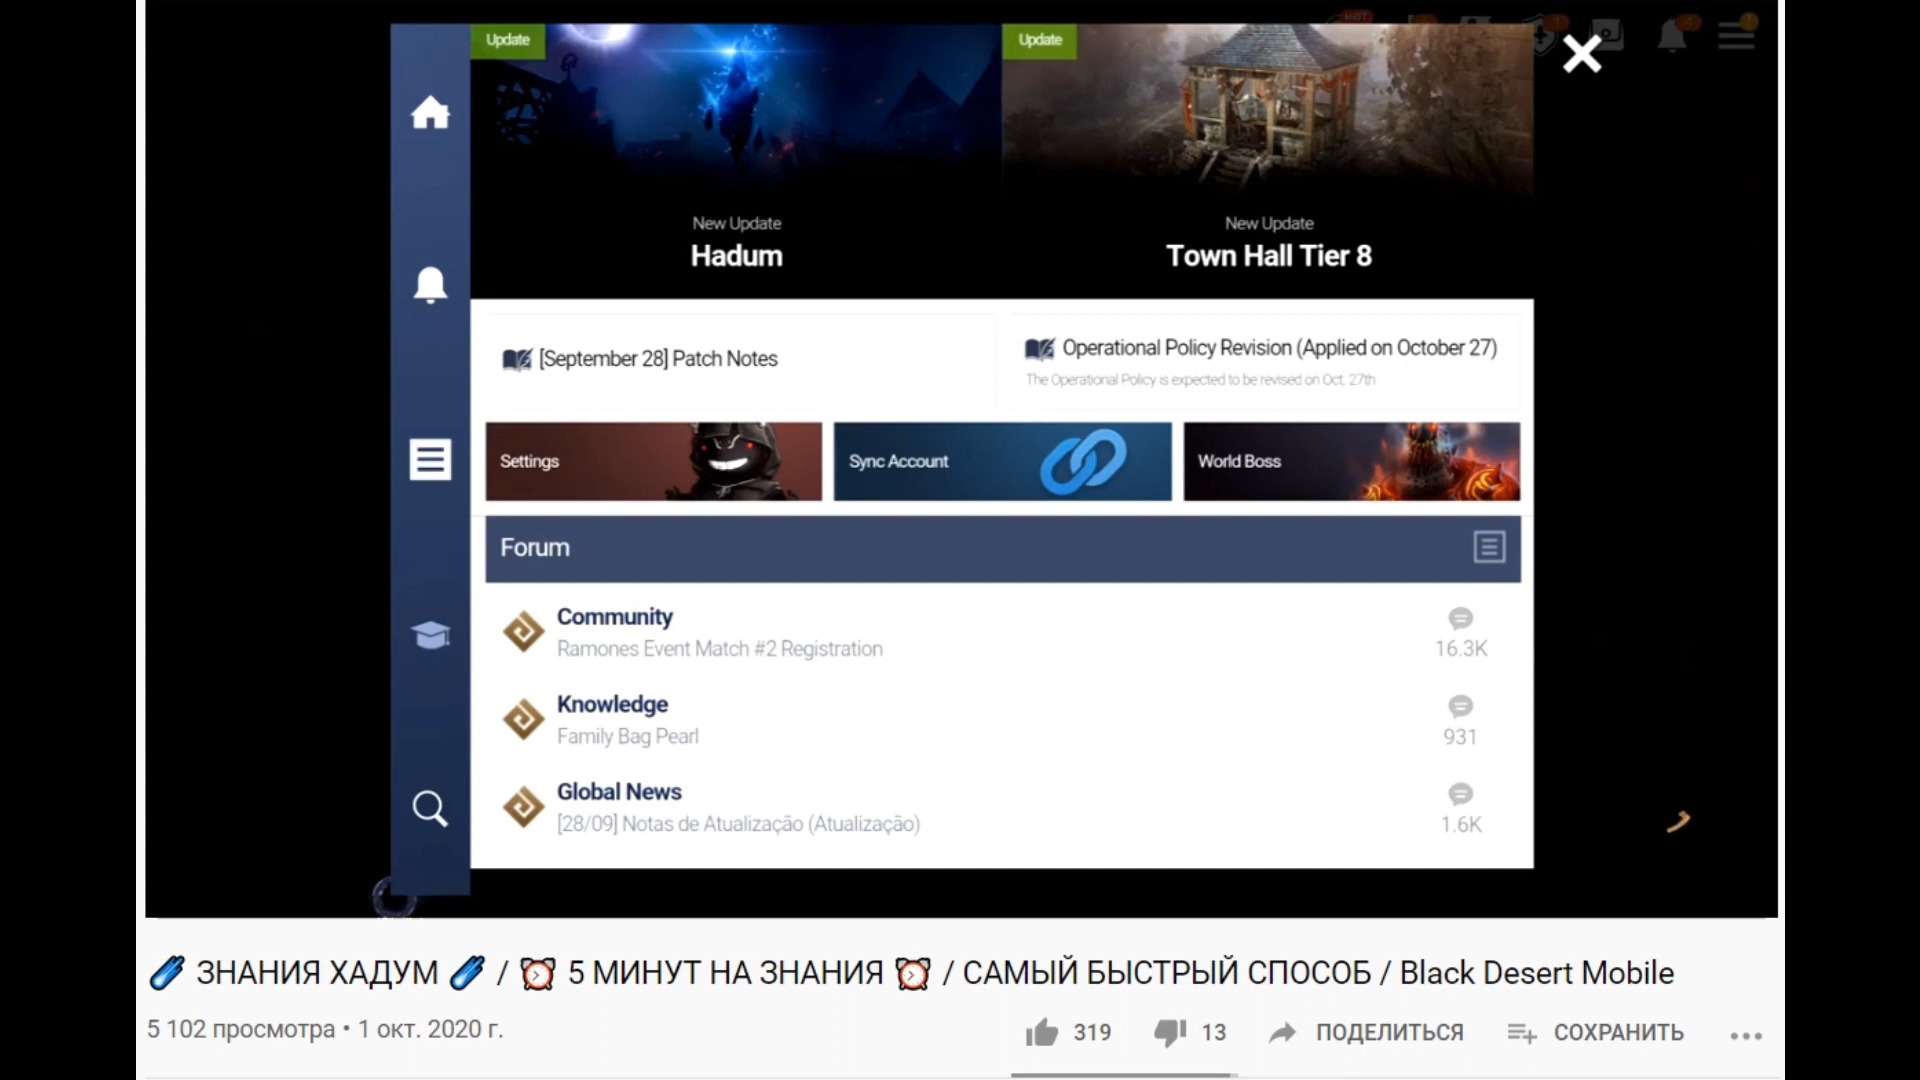 HOT
Update
Update
New Update
Hadum
New Update
Town Hall Tier 8
[September 28] Patch Notes
Operational Policy Revision (Applied on October 27)
The Operational Policy is expected to be revised on Oct. 27th
Settings
Sync Account
World Boss
Forum
Community
Ramones Event Match #2 Registration
16.3K
Knowledge
Family Bag Pearl
931
Global News
[28/09] Notas de Atualização (Atualização)
1.6K
ЗНАНИЯ ХАДУМ / 5 МИНУТ НА ЗНАНИЯ / САМЫЙ БЫСТРЫЙ СПОСОБ / Black Desert Mobile
5 102 просмотра • 1 окт. 2020 г.
319
13
ПОДЕЛИТЬСЯ
СОХРАНИТЬ